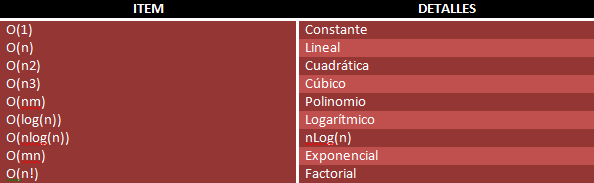 ITEM DETALLES
O(1) Constante
O(n) Lineal
O(n2) Cuadrática
O(n3) Cúbico
O(nm) Polinomio
O(log(n)) Logarítmico
O(nlog(n)) nLog(n)
O(mn) Exponencial
O(n!) Factorial